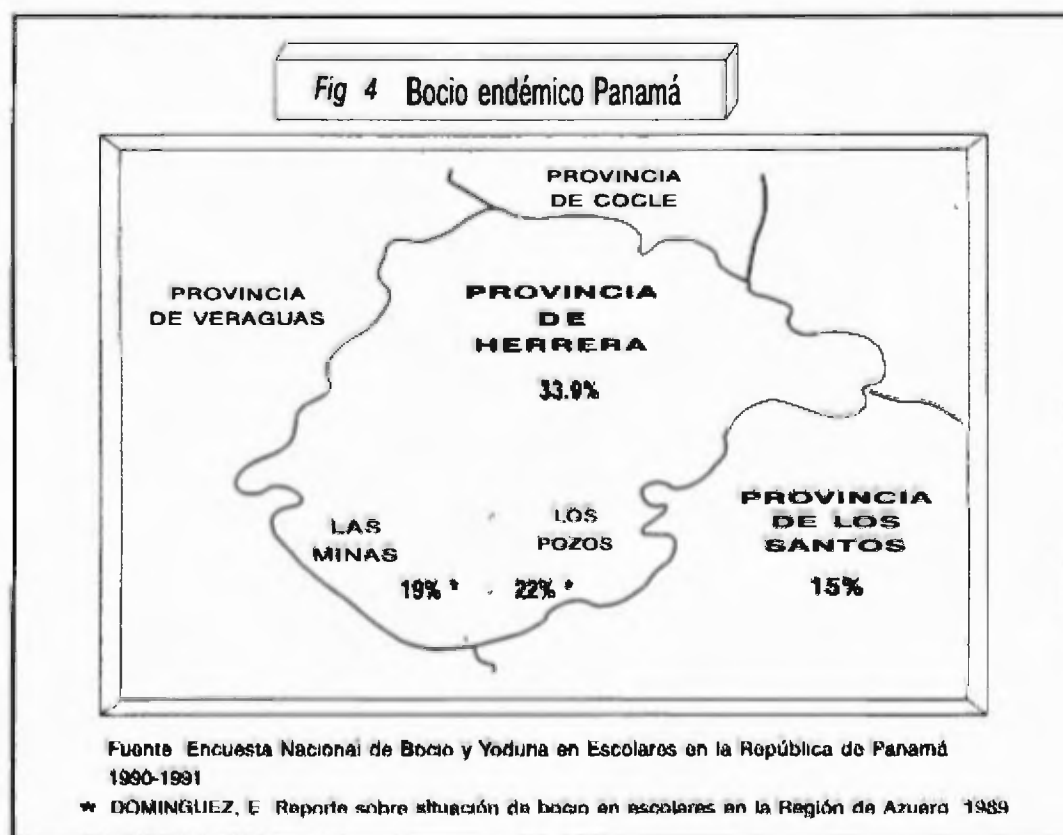 Fig 4 Bocio endémico Panamá
PROVINCIA
DE COCLE
PROVINCIA
DE VERAGUAS
PROVINCIA
DE
HERRERA
33.9%
LAS
MINAS
19% *
LOS
POZOS
22% *
PROVINCIA
DE LOS
SANTOS
15%
Fuente Encuesta Nacional de Bocio y Yoduria en Escolares en la República de Panamá
1990-1991
* DOMINGUEZ, E Reporte sobre situación de bocio en escolares en la Región de Azuero 1989